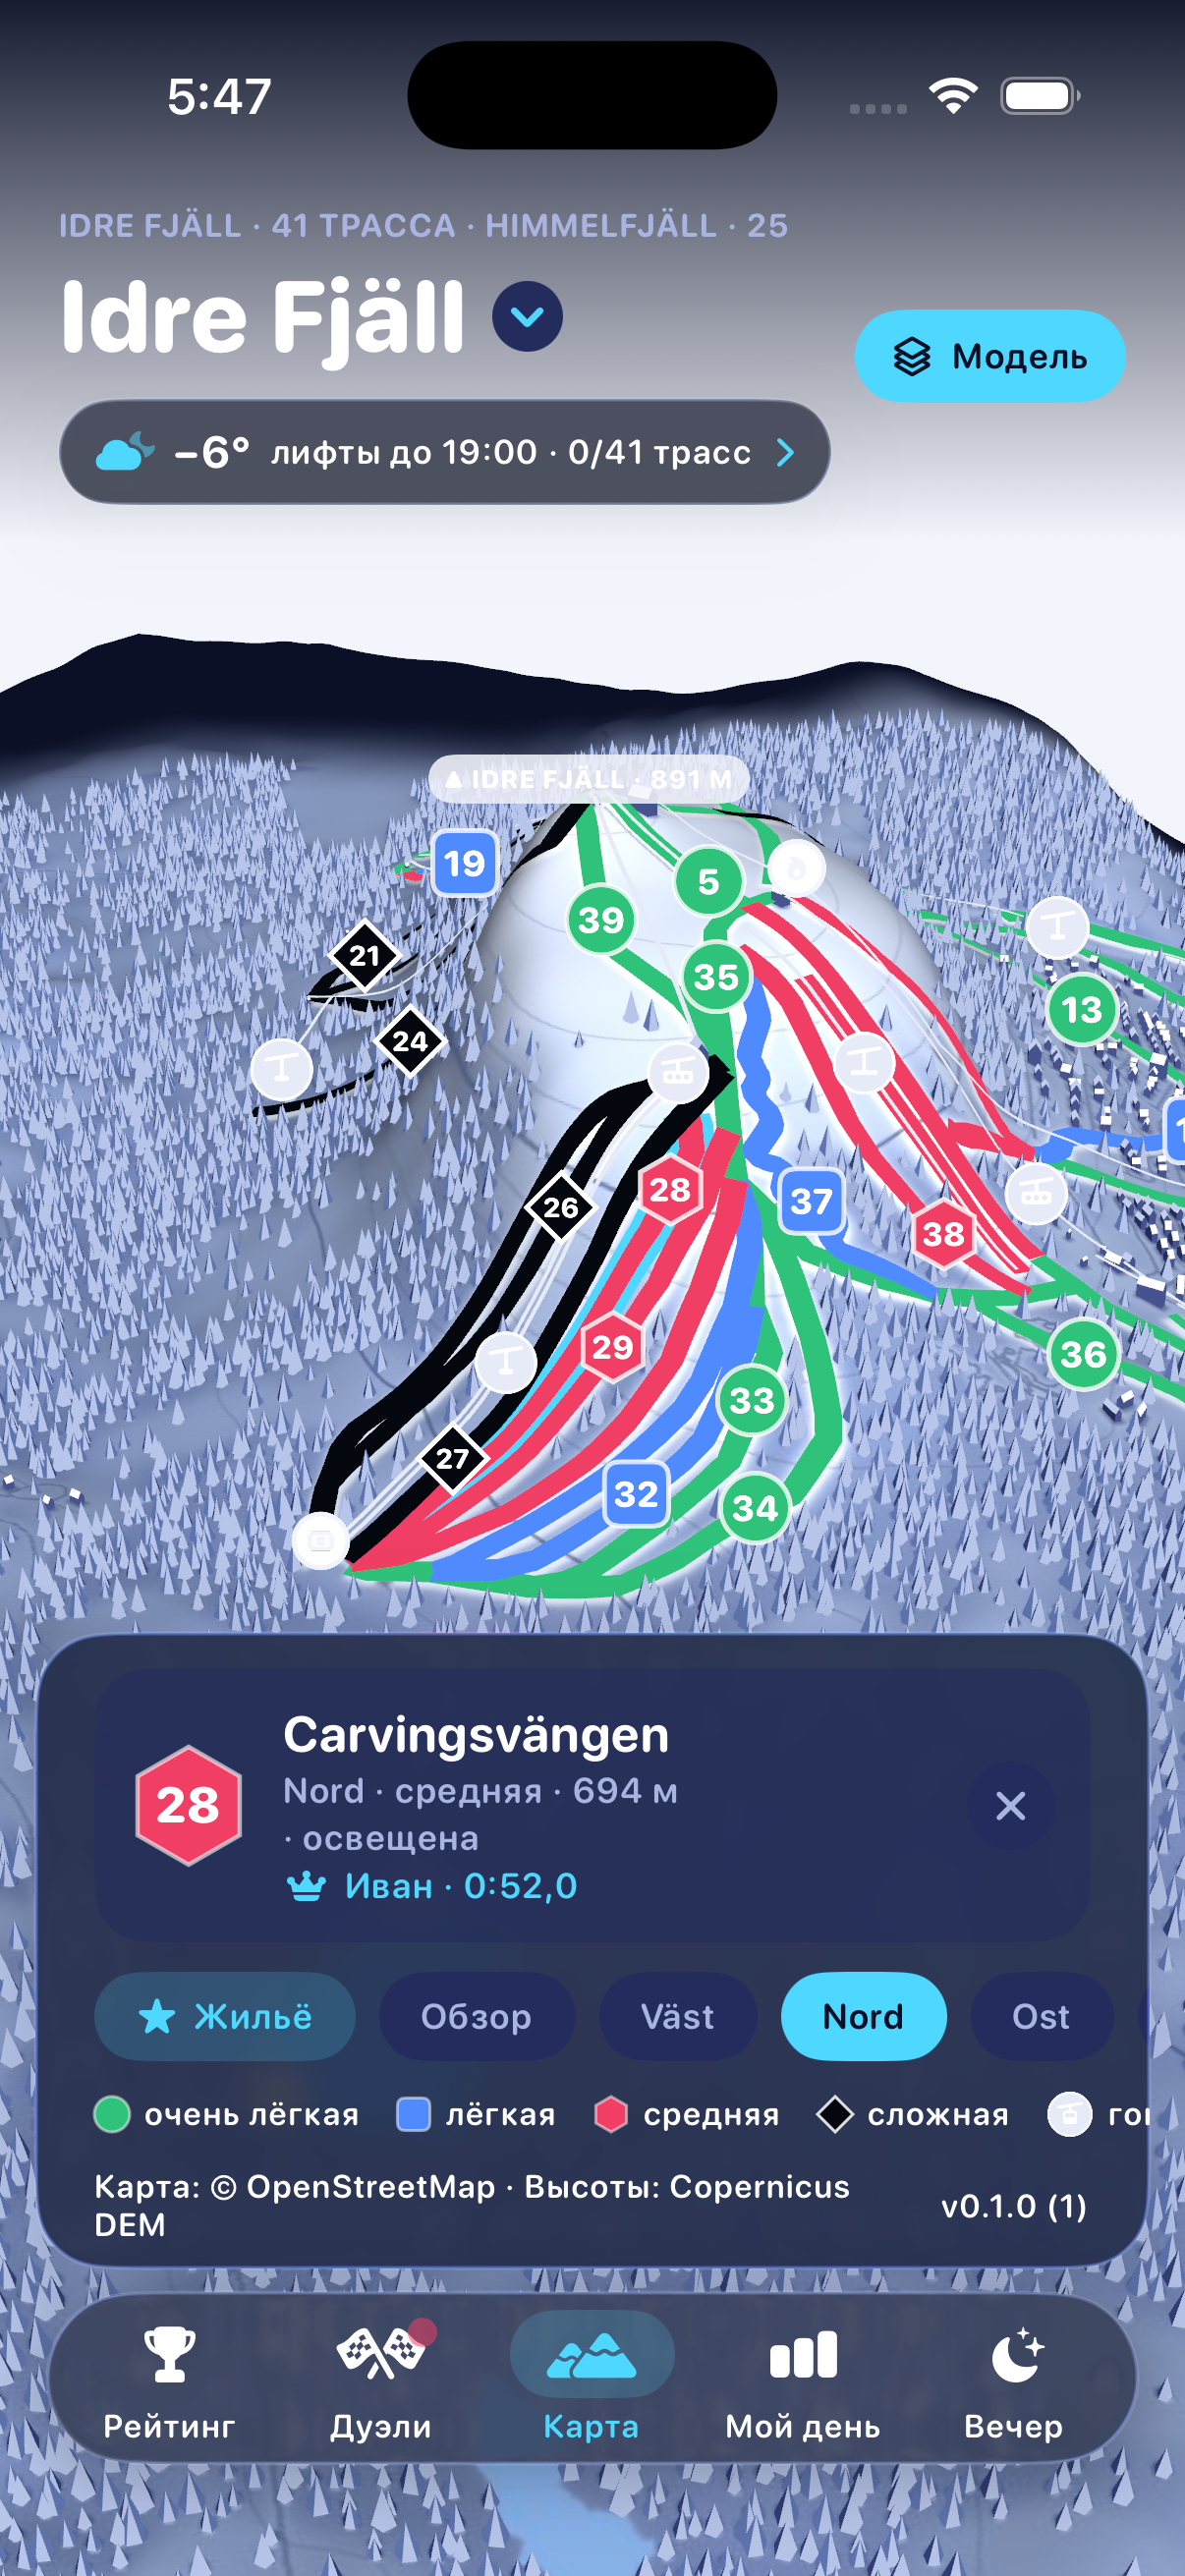 5:47
IDRE FJÄLL · 41 ТРАССА · HIMMELFJÄLL · 25
Idre Fjäll
Модель
−6° лифты до 19:00 · 0/41 трасс
IDRE FJÄLL · 891 М
19
5
39
21
35
13
24
28
26
37
38
29
36
33
27
32
34
Carvingsvängen
28
Nord · средняя · 694 м
· освещена
Иван · 0:52,0
Жильё
Обзор
Väst
Nord
Ost
очень лёгкая
лёгкая
средняя
сложная
Карта: © OpenStreetMap · Высоты: Copernicus
DEM
v0.1.0 (1)
Рейтинг
Дуэли
Карта
Мой день
Вечер